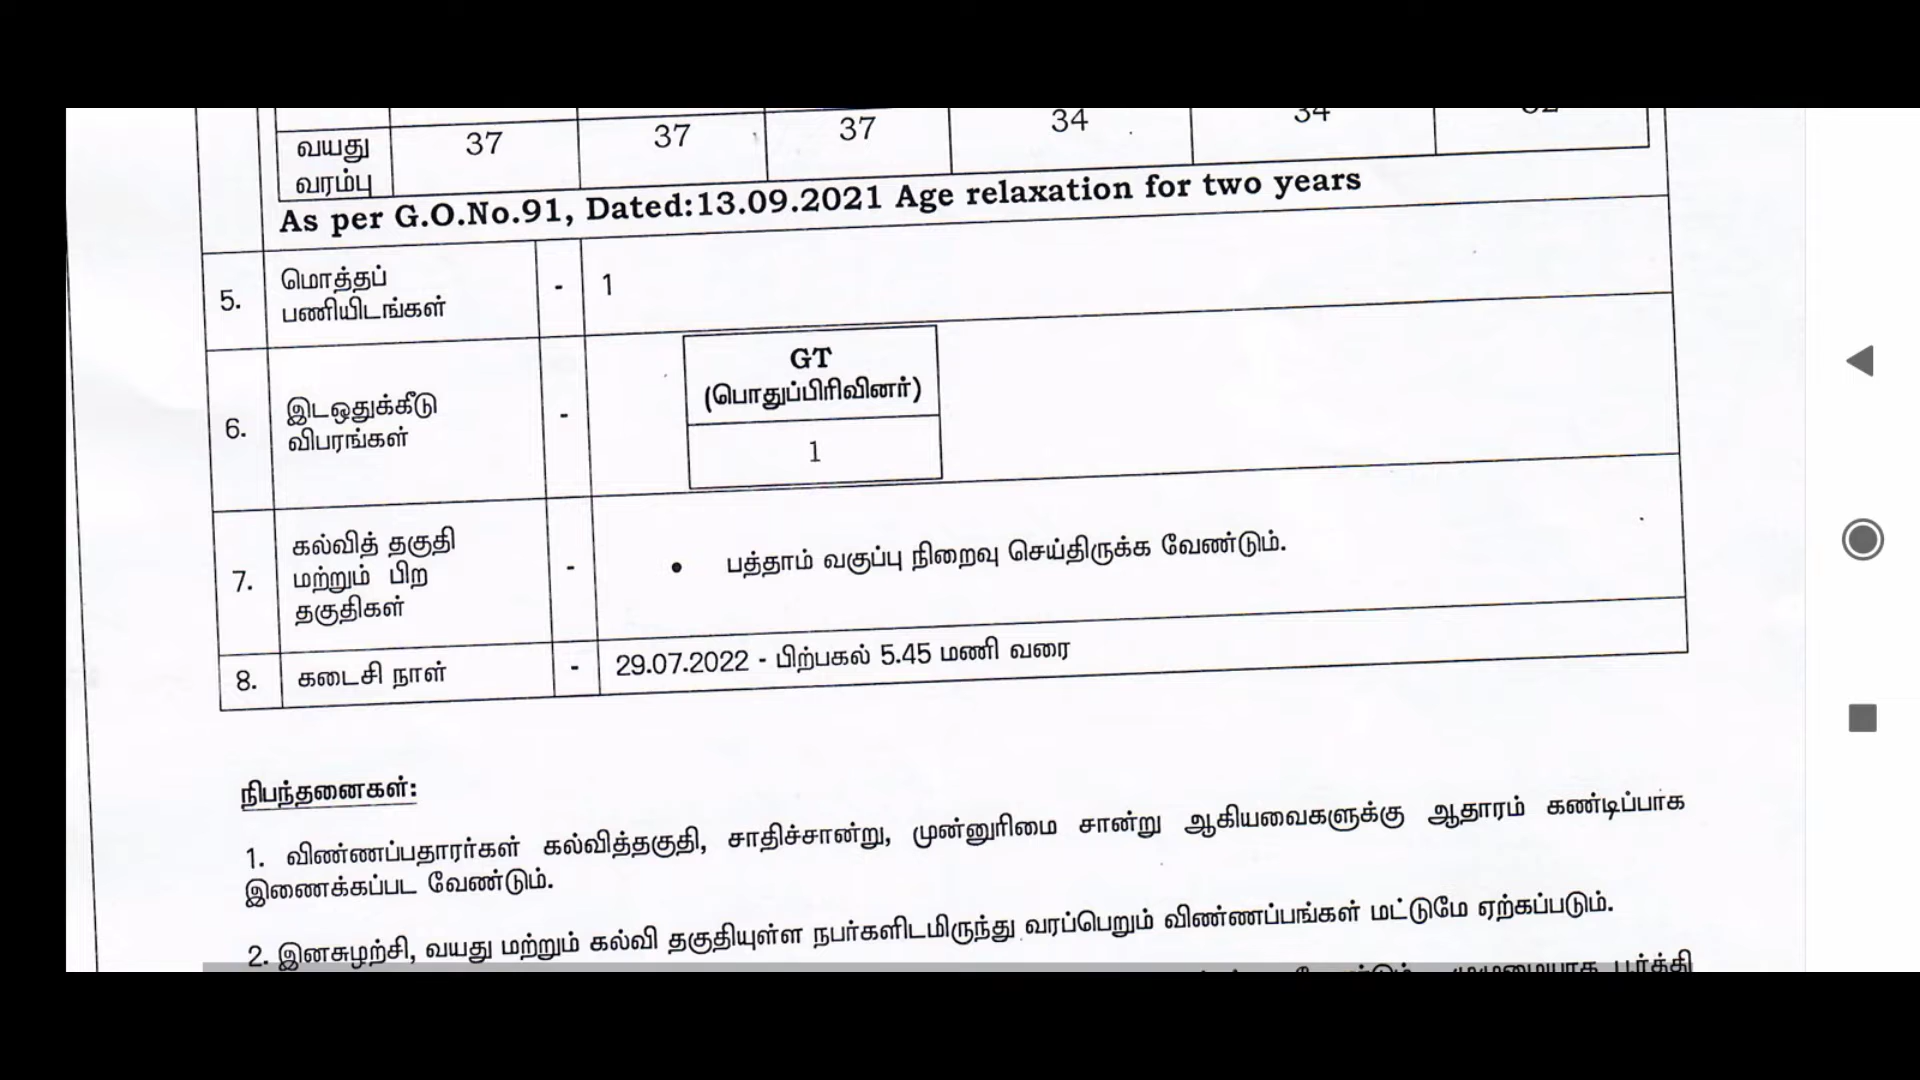 வயது 37 37 37 34 34
வரம்பு
As per G.O.No.91, Dated:13.09.2021 Age relaxation for two years
5. மொத்தப் - 1
பணியிடங்கள்
GT
(பொதுப்பிரிவினர்)
6. இடஒதுக்கீடு -
விபரங்கள்
1
7. கல்வித் தகுதி - • பத்தாம் வகுப்பு நிறைவு செய்திருக்க வேண்டும்.
மற்றும் பிற
தகுதிகள்
8. கடைசி நாள் - 29.07.2022 - பிற்பகல் 5.45 மணி வரை
நிபந்தனைகள்:
1. விண்ணப்பதாரர்கள் கல்வித்தகுதி, சாதிச்சான்று, முன்னுரிமை சான்று ஆகியவைகளுக்கு ஆதாரம் கண்டிப்பாக
இணைக்கப்பட வேண்டும்.
2. இனசுழற்சி, வயது மற்றும் கல்வி தகுதியுள்ள நபர்களிடமிருந்து வரப்பெறும் விண்ணப்பங்கள் மட்டுமே ஏற்கப்படும்.